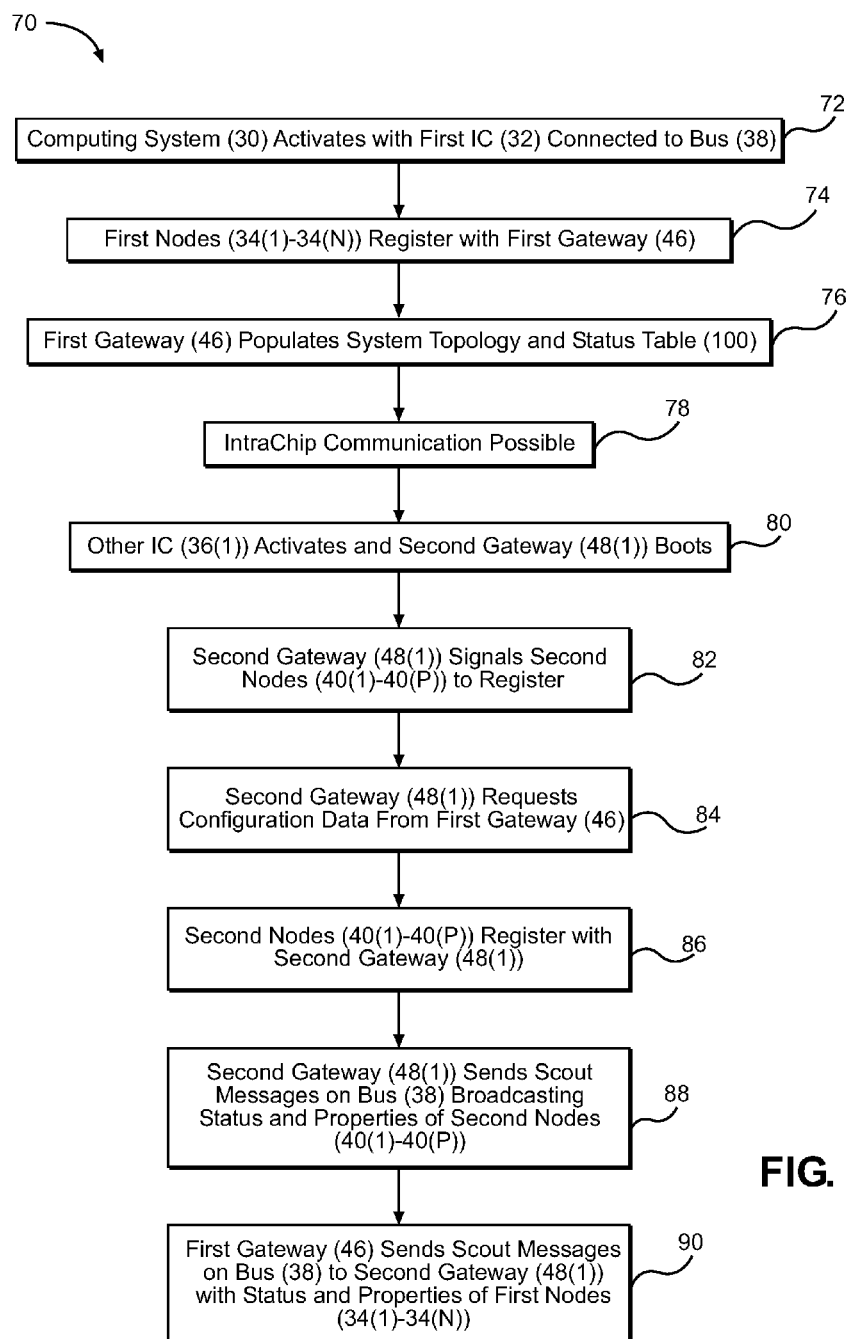 70
Computing System (30) Activates with First IC (32) Connected to Bus (38)
72
First Nodes (34(1)-34(N)) Register with First Gateway (46)
74
First Gateway (46) Populates System Topology and Status Table (100)
76
IntraChip Communication Possible
78
Other IC (36(1)) Activates and Second Gateway (48(1)) Boots
80
Second Gateway (48(1)) Signals Second
Nodes (40(1)-40(P)) to Register
82
Second Gateway (48(1)) Requests
Configuration Data From First Gateway (46)
84
Second Nodes (40(1)-40(P)) Register with
Second Gateway (48(1))
86
Second Gateway (48(1)) Sends Scout
Messages on Bus (38) Broadcasting
Status and Properties of Second Nodes
(40(1)-40(P))
88
FIG.
First Gateway (46) Sends Scout Messages
on Bus (38) to Second Gateway (48(1))
with Status and Properties of First Nodes
(34(1)-34(N))
90